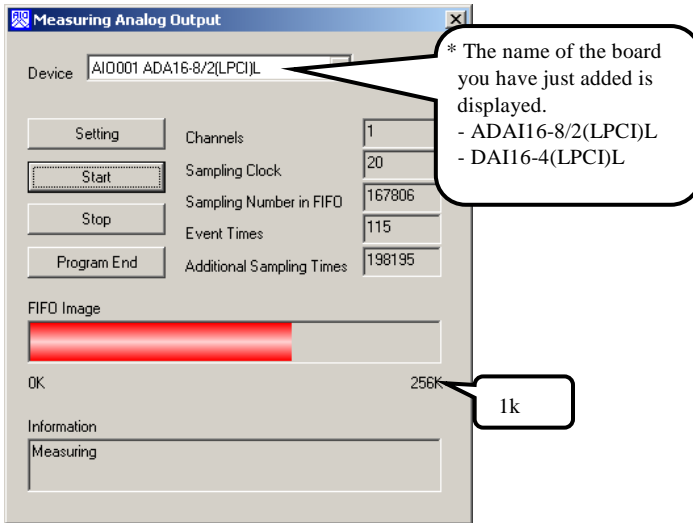 Measuring Analog Output
Device AIO001 ADA16-8/2(LPCI)L
* The name of the board
you have just added is
displayed.
- ADAI16-8/2(LPCI)L
- DAI16-4(LPCI)L
Setting
Start
Stop
Program End
Channels 1
Sampling Clock 20
Sampling Number in FIFO 167806
Event Times 115
Additional Sampling Times 198195
FIFO Image
0K 256K
1k
Information
Measuring